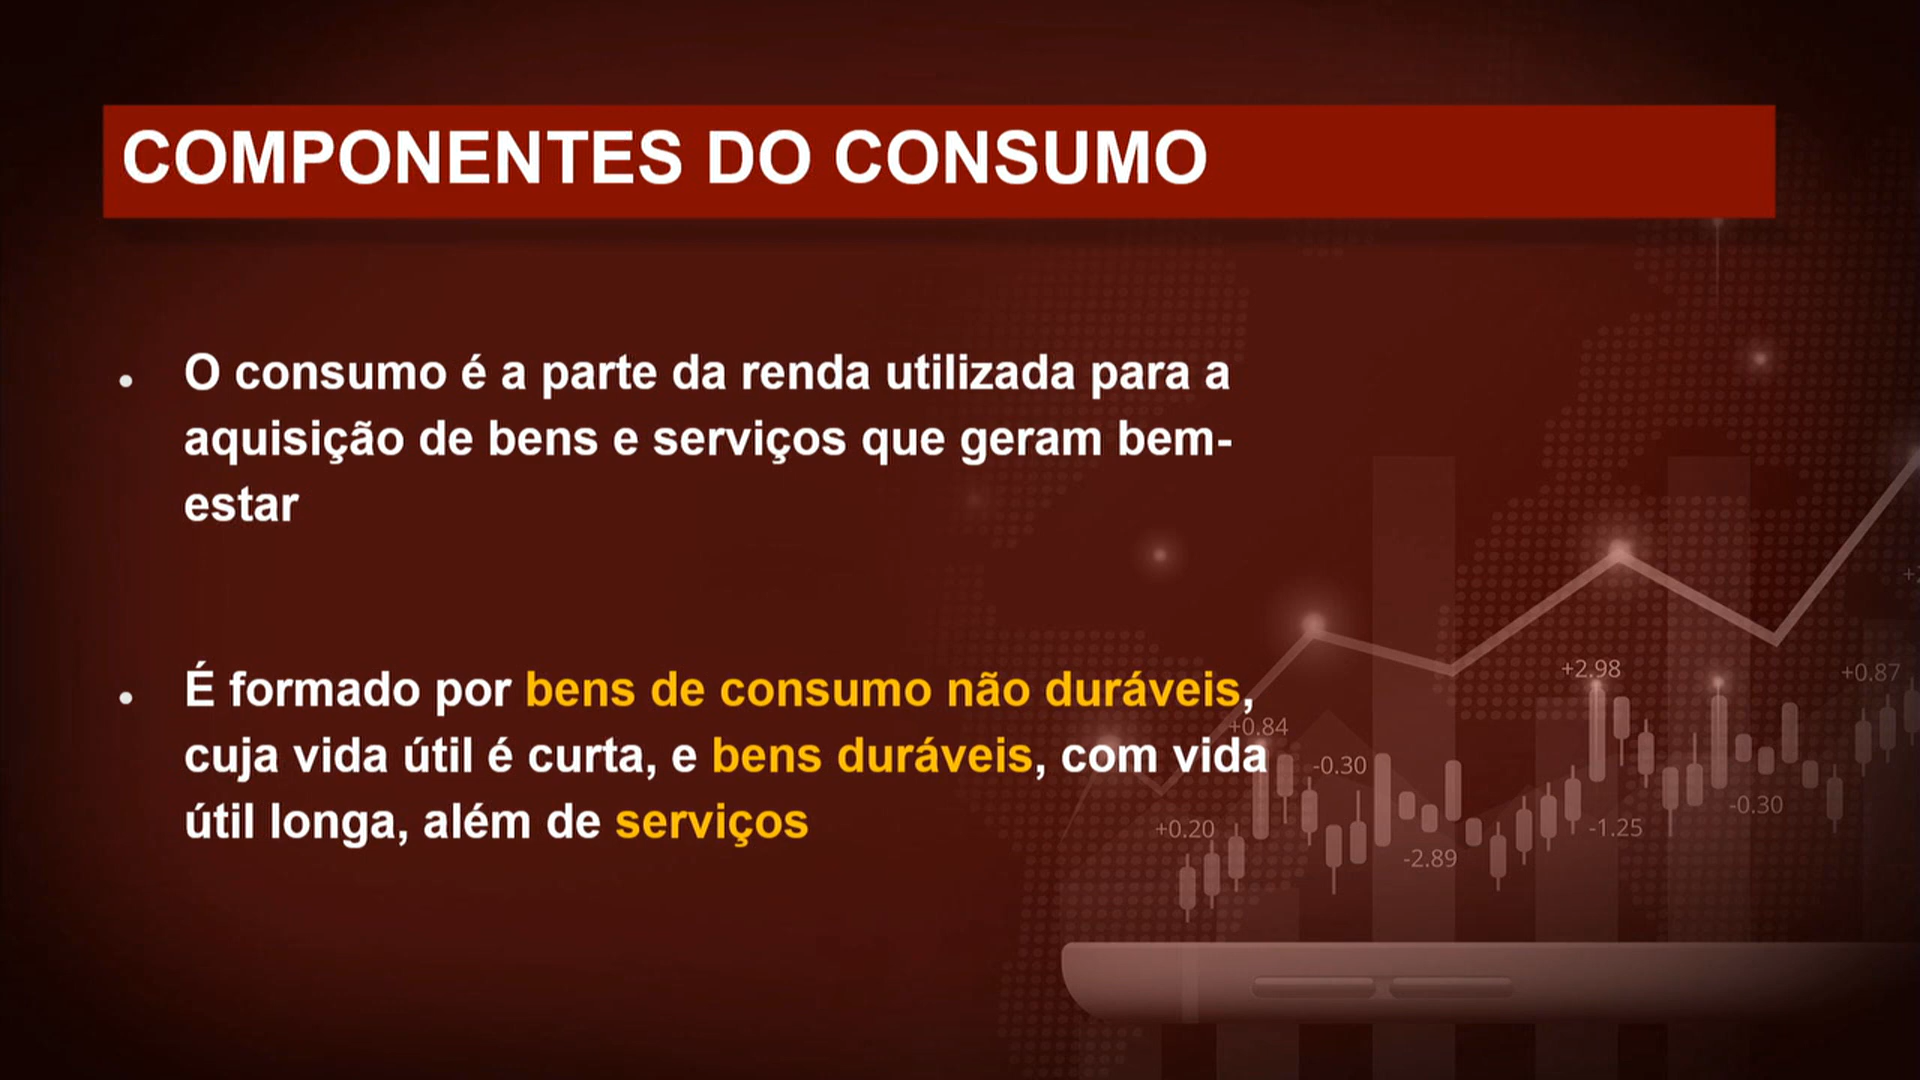 COMPONENTES DO CONSUMO
• O consumo é a parte da renda utilizada para a
aquisição de bens e serviços que geram bem-
estar
• É formado por bens de consumo não duráveis,
cuja vida útil é curta, e bens duráveis, com vida
útil longa, além de serviços
+2.98
+0.87
+0.84
-0.30
-0.30
+0.20
-1.25
-2.89